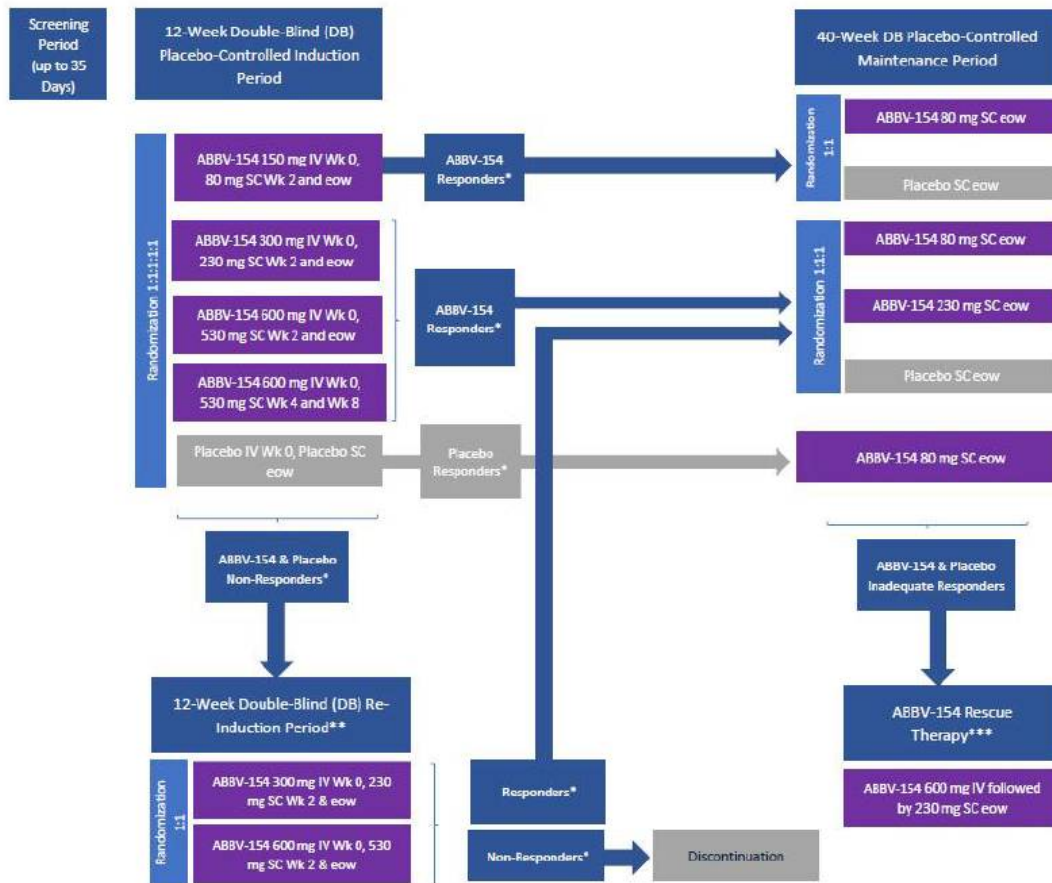 Screening
Period
(up to 35
Days)
12-Week Double-Blind (DB)
Placebo-Controlled Induction
Period
40-Week DB Placebo-Controlled
Maintenance Period
Randomization 1:1:1:1:1
ABBV-154 150 mg IV Wk 0,
80 mg SC Wk 2 and eow
ABBV-154
Responders*
Randomization
1:1
ABBV-154 80 mg SC eow
Placebo SC eow
ABBV-154 300 mg IV Wk 0,
230 mg SC Wk 2 and eow
ABBV-154 600 mg IV Wk 0,
530 mg SC Wk 2 and eow
ABBV-154 600 mg IV Wk 0,
530 mg SC Wk 4 and Wk 8
ABBV-154
Responders*
Randomization 1:1:1
ABBV-154 80 mg SC eow
ABBV-154 230 mg SC eow
Placebo SC eow
Placebo IV Wk 0, Placebo SC
eow
Placebo
Responders*
ABBV-154 80 mg SC eow
ABBV-154 & Placebo
Non-Responders*
ABBV-154 & Placebo
Inadequate Responders
12-Week Double-Blind (DB) Re-
Induction Period**
ABBV-154 Rescue
Therapy***
Randomization
1:1
ABBV-154 300 mg IV Wk 0, 230
mg SC Wk 2 & eow
ABBV-154 600 mg IV Wk 0, 530
mg SC Wk 2 & eow
Responders*
Non-Responders*
Discontinuation
ABBV-154 600 mg IV followed
by 230 mg SC eow